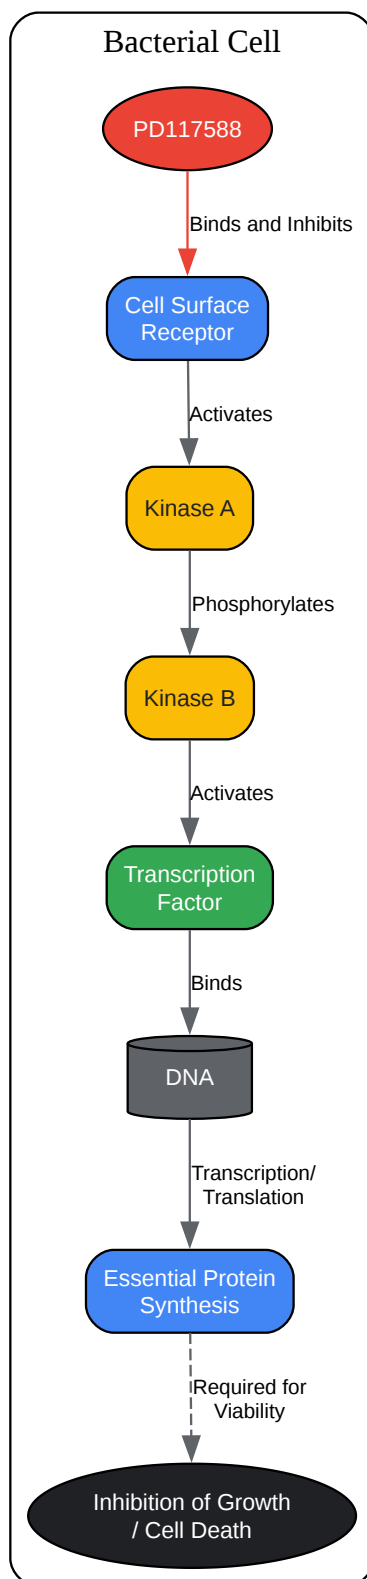 Bacterial Cell
PD117588
Binds and Inhibits
Cell Surface
Receptor
Activates
Kinase A
Phosphorylates
Kinase B
Activates
Transcription
Factor
Binds
DNA
Transcription/
Translation
Essential Protein
Synthesis
Required for
Viability
Inhibition of Growth
/ Cell Death